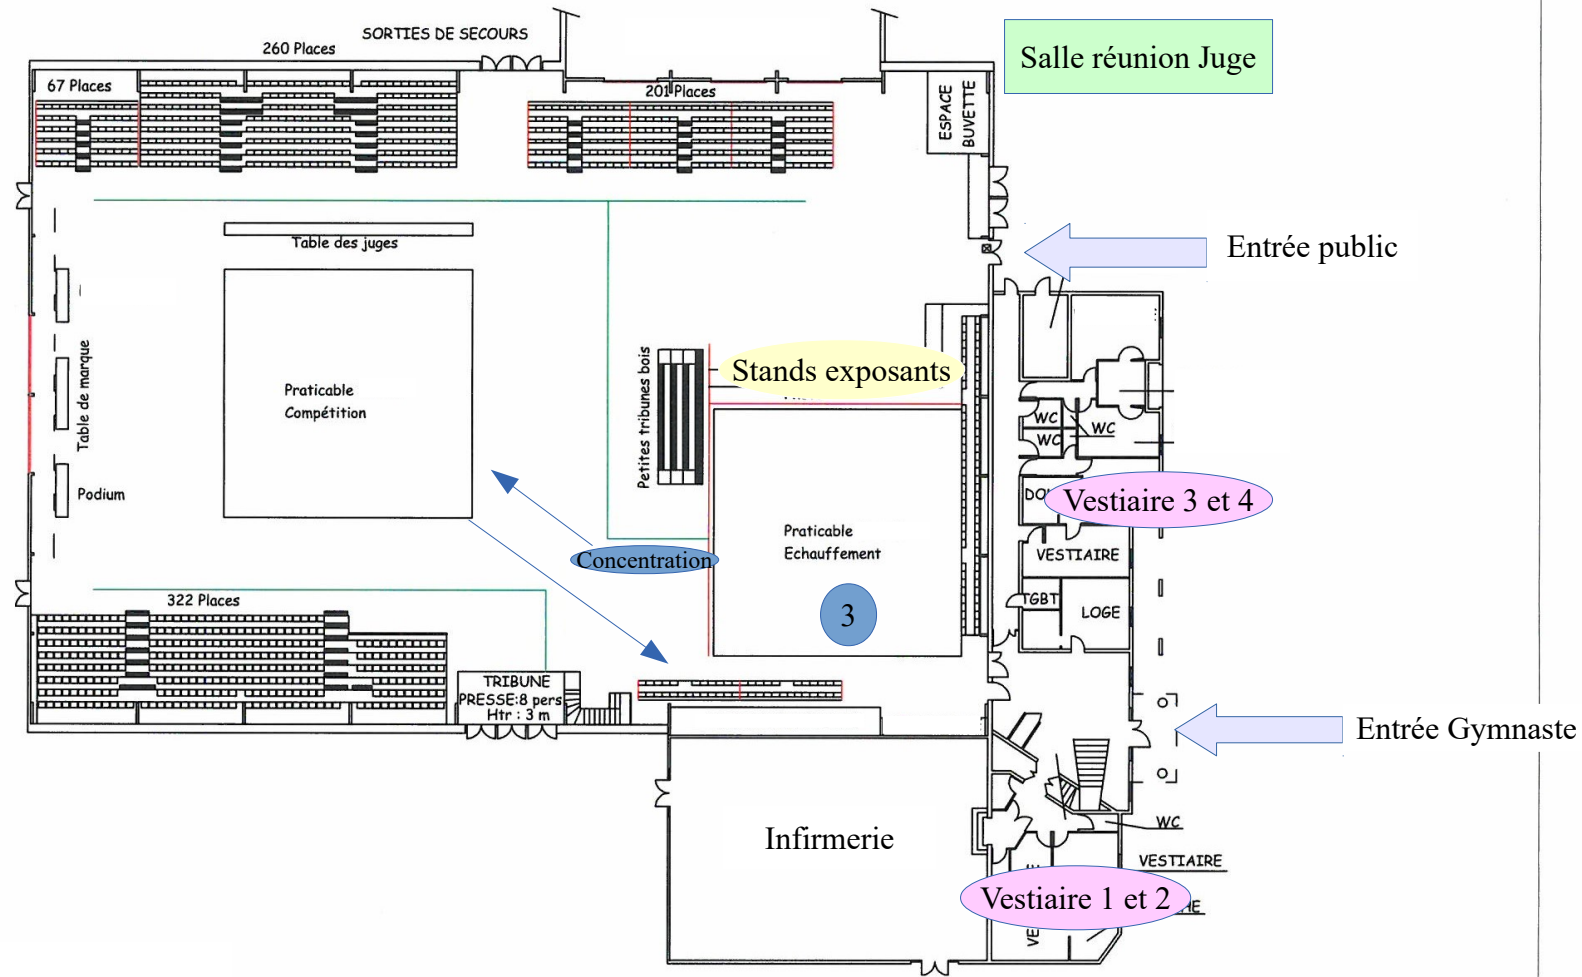 SORTIES DE SECOURS
260 Places
67 Places
201 Places
ESPACE
BUVETTE
Salle réunion Juge
Table des juges
Entrée public
Table de marque
Praticable
Compétition
Petites tribunes bois
Stands exposants
WC
WC
WC
Podium
Vestiaire 3 et 4
Praticable
Echauffement
Concentration
VESTIAIRE
3
TGBT
LOGE
322 Places
TRIBUNE
PRESSE:8 pers
Htr : 3 m
Entrée Gymnaste
Infirmerie
WC
VESTIAIRE
Vestiaire 1 et 2